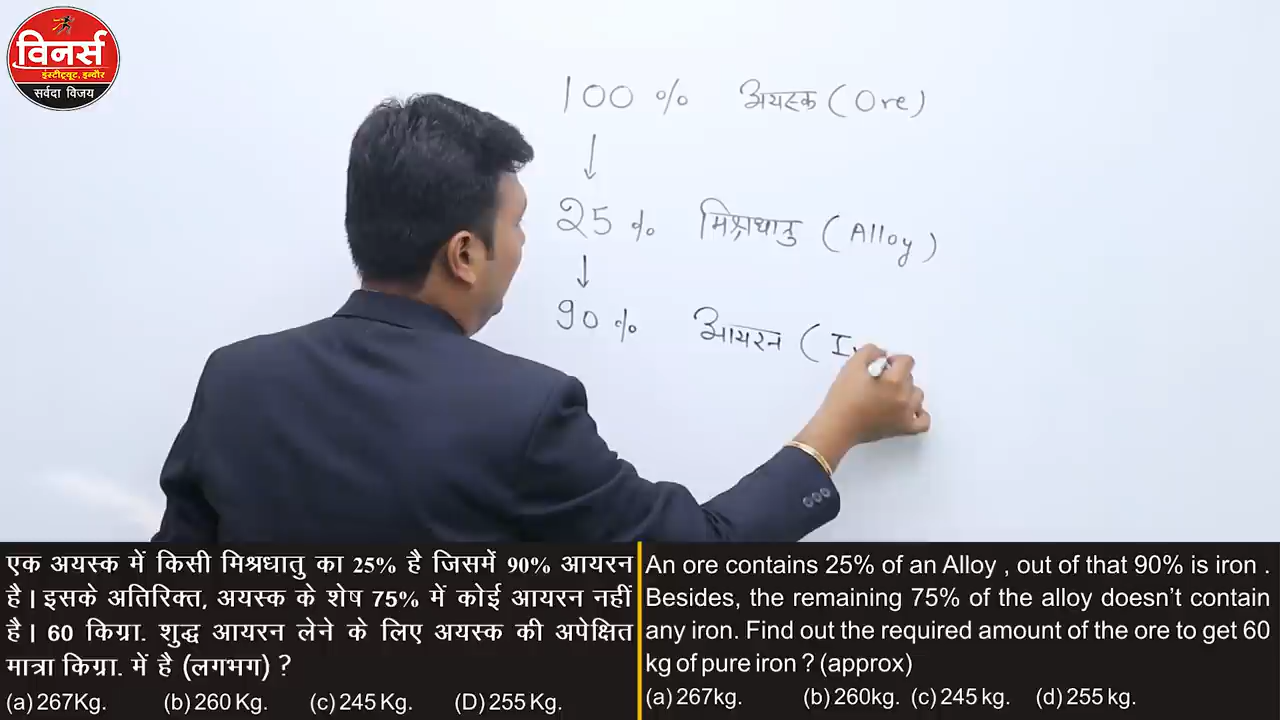 विनर्स
इंस्टीट्यूट, इन्दौर
सर्वदा विजय
100 % अयस्क (Ore)
25 % मिश्रधातु (Alloy)
90 % आयरन (I
एक अयस्क में किसी मिश्रधातु का 25% है जिसमें 90% आयरन
है। इसके अतिरिक्त, अयस्क के शेष 75% में कोई आयरन नहीं
है। 60 किग्रा. शुद्ध आयरन लेने के लिए अयस्क की अपेक्षित
मात्रा किग्रा. में है (लगभग) ?
(a) 267Kg. (b) 260 Kg. (c) 245 Kg. (D) 255 Kg.
An ore contains 25% of an Alloy , out of that 90% is iron .
Besides, the remaining 75% of the alloy doesn’t contain
any iron. Find out the required amount of the ore to get 60
kg of pure iron ? (approx)
(a) 267kg. (b) 260kg. (c) 245 kg. (d) 255 kg.